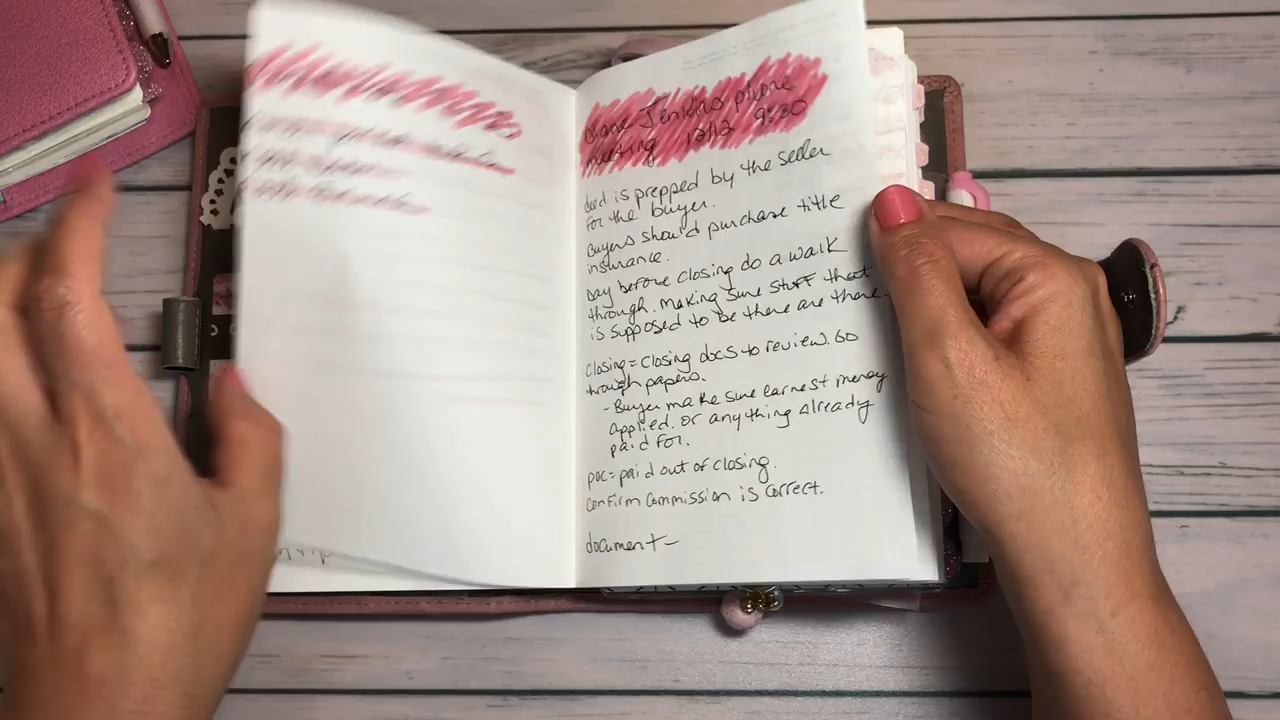 Diane Jenkins phone
meeting 12/12 9:30
deed is prepped by the seller
for the buyer.
Buyers should purchase title
insurance.
Day before closing do a walk
through. making sure stuff that
is supposed to be there are there.
closing = closing docs to review. Go
through papers.
- Buyer make sure earnest money
applied. or anything already
paid for.
poc = paid out of closing.
Confirm Commission is correct.
document-